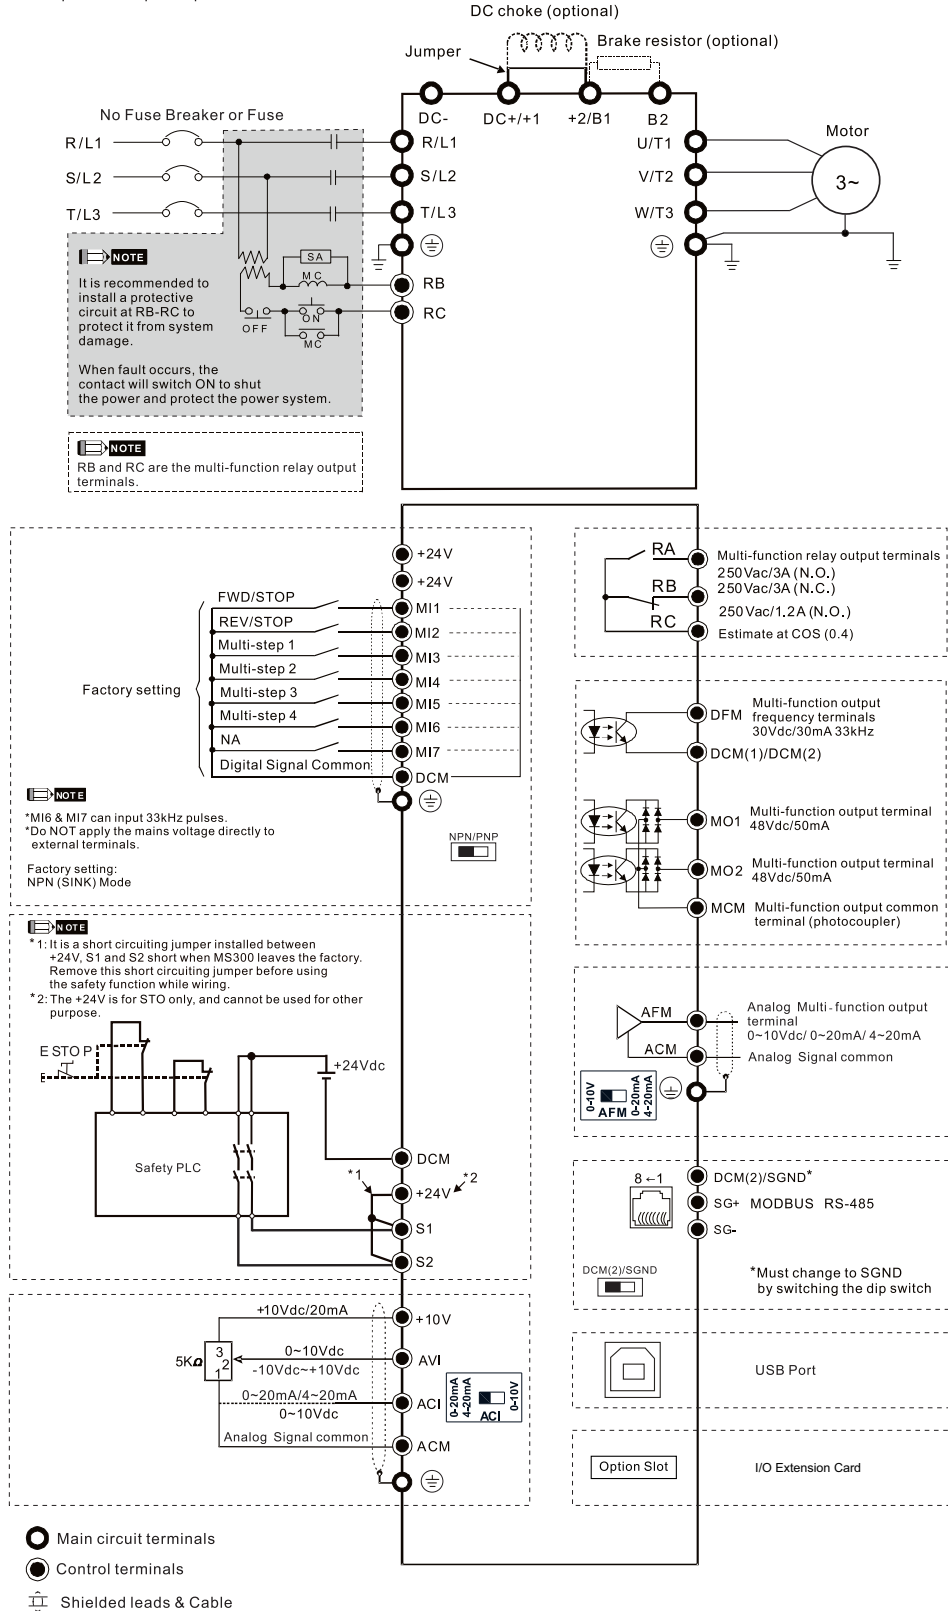 DC choke (optional)
Jumper
Brake resistor (optional)
No Fuse Breaker or Fuse
DC-
DC+/+1
+2/B1
B2
Motor
R/L1
R/L1
U/T1
S/L2
S/L2
V/T2
3~
T/L3
T/L3
W/T3
NOTE
It is recommended to
install a protective
circuit at RB-RC to
protect it from system
damage.
When fault occurs, the
contact will switch ON to shut
the power and protect the power system.
SA
MC
RB
OFF
ON
MC
RC
NOTE
RB and RC are the multi-function relay output
terminals.
+24V
+24V
FWD/STOP
MI1
REV/STOP
MI2
Multi-step 1
MI3
Multi-step 2
MI4
Factory setting
Multi-step 3
MI5
Multi-step 4
MI6
NA
MI7
Digital Signal Common
DCM
NOTE
*MI6 & MI7 can input 33kHz pulses.
*Do NOT apply the mains voltage directly to
external terminals.
Factory setting:
NPN (SINK) Mode
NPN/PNP
RA
Multi-function relay output terminals
250Vac/3A (N.O.)
RB
250Vac/3A (N.C.)
250Vac/1.2A (N.O.)
RC
Estimate at COS (0.4)
DFM
Multi-function output
frequency terminals
30Vdc/30mA 33kHz
DCM(1)/DCM(2)
MO1
Multi-function output terminal
48Vdc/50mA
MO2
Multi-function output terminal
48Vdc/50mA
MCM
Multi-function output common
terminal (photocoupler)
NOTE
*1: It is a short circuiting jumper installed between
+24V, S1 and S2 short when MS300 leaves the factory.
Remove this short circuiting jumper before using
the safety function while wiring.
*2: The +24V is for STO only, and cannot be used for other
purpose.
E STOP
+24Vdc
Safety PLC
DCM
*1
+24V
*2
S1
S2
AFM
Analog Multi-function output
terminal
0~10Vdc/ 0~20mA/ 4~20mA
ACM
Analog Signal common
0-10V
AFM
0-20mA
4-20mA
8←1
DCM(2)/SGND*
SG+
MODBUS RS-485
SG-
DCM(2)/SGND
*Must change to SGND
by switching the dip switch
+10Vdc/20mA
+10V
5KΩ
3
2
1
0~10Vdc
-10Vdc~+10Vdc
AVI
0~20mA/4~20mA
0~10Vdc
ACI
0-20mA
4-20mA
ACI
0-10V
Analog Signal common
ACM
USB Port
Option Slot
I/O Extension Card
Main circuit terminals
Control terminals
Shielded leads & Cable